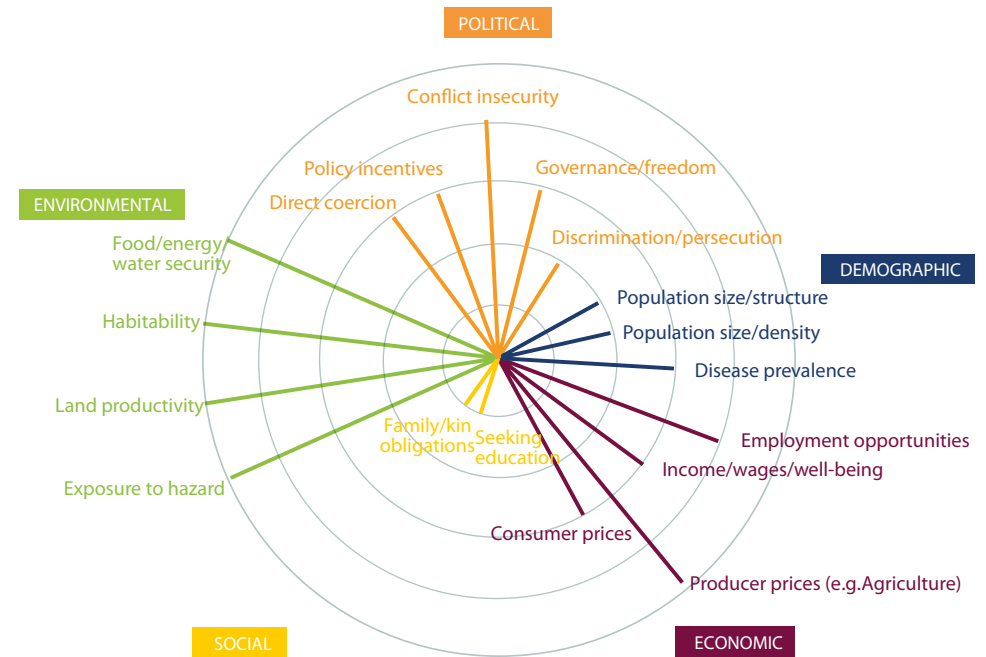 POLITICAL
Conflict insecurity
Policy incentives
Governance/freedom
Direct coercion
Discrimination/persecution
ENVIRONMENTAL
Food/energy/
water security
Habitability
Land productivity
Exposure to hazard
DEMOGRAPHIC
Population size/structure
Population size/density
Disease prevalence
Family/kin
obligations
Seeking
education
Employment opportunities
Income/wages/well-being
Consumer prices
Producer prices (e.g.Agriculture)
SOCIAL
ECONOMIC